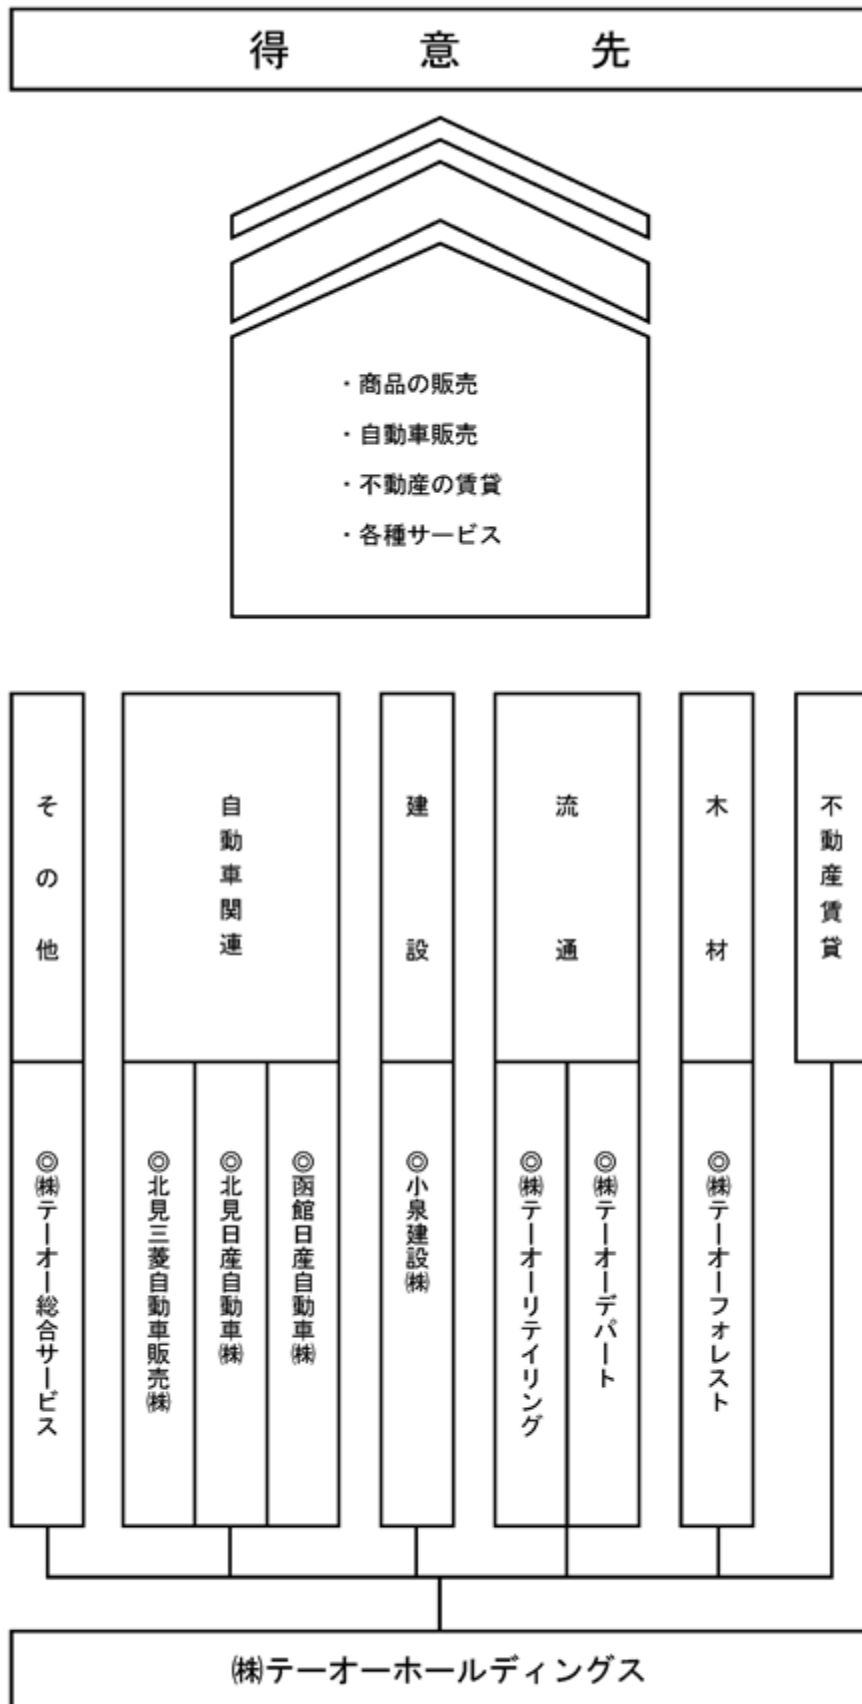 得意先
・商品の販売
・自動車販売
・不動産の賃貸
・各種サービス
その他
自動車関連
建設
流通
木材
不動産賃貸
◎㈱テーオー総合サービス
◎北見三菱自動車販売㈱
◎北見日産自動車㈱
◎函館日産自動車㈱
◎小泉建設㈱
◎㈱テーオーリテイリング
◎㈱テーオーデパート
◎㈱テーオーフォレスト
㈱テーオーホールディングス